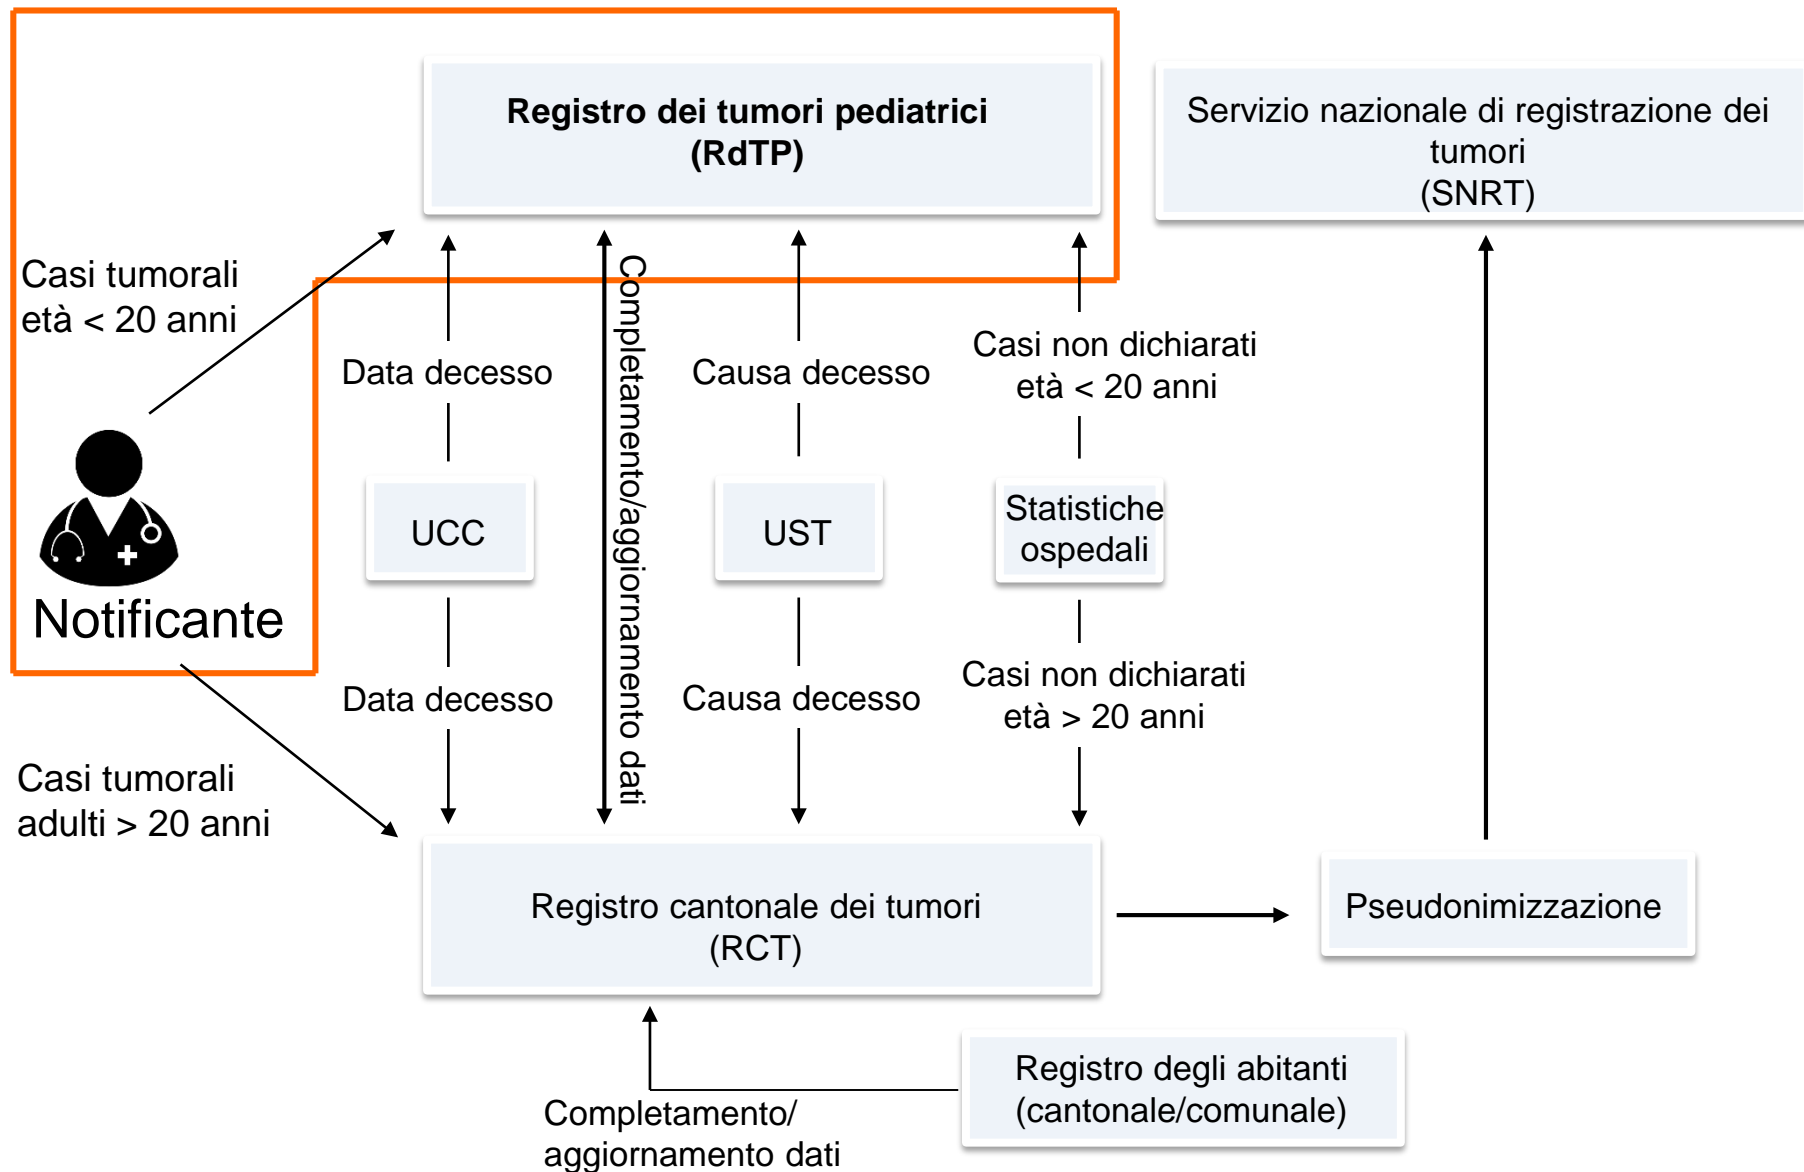 Registro dei tumori pediatrici
(RdTP)
Servizio nazionale di registrazione dei
tumori
(SNRT)
Casi tumorali
età < 20 anni
Completamento/aggiornamento dati
Data decesso
Causa decesso
Casi non dichiarati
età < 20 anni
UCC
UST
Statistiche
ospedali
Notificante
Data decesso
Causa decesso
Casi non dichiarati
età > 20 anni
Casi tumorali
adulti > 20 anni
Registro cantonale dei tumori
(RCT)
Pseudonimizzazione
Registro degli abitanti
(cantonale/comunale)
Completamento/
aggiornamento dati